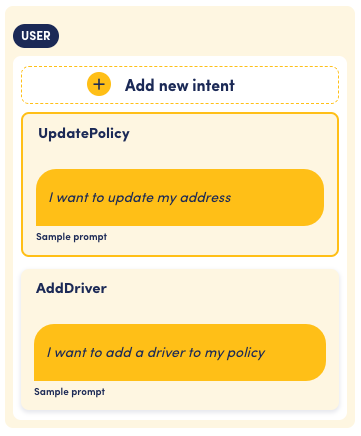 USER
Add new intent
UpdatePolicy
I want to update my address
Sample prompt
AddDriver
I want to add a driver to my policy
Sample prompt